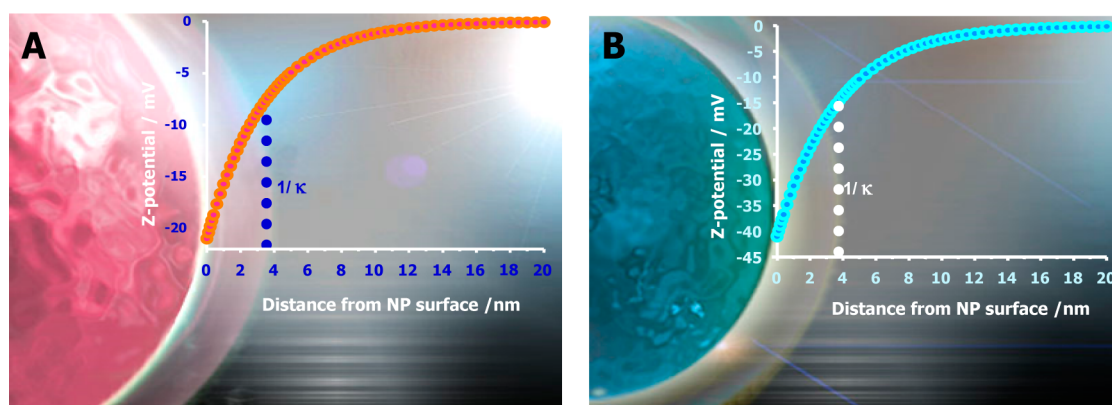 A
Z-potential / mV
0
-5
-10
-15
-20
1/ κ
0 2 4 6 8 10 12 14 16 18 20
Distance from NP surface /nm
B
Z-potential / mV
0
-5
-10
-15
-20
-25
-30
-35
-40
-45
1/ κ
0 2 4 6 8 10 12 14 16 18 20
Distance from NP surface /nm